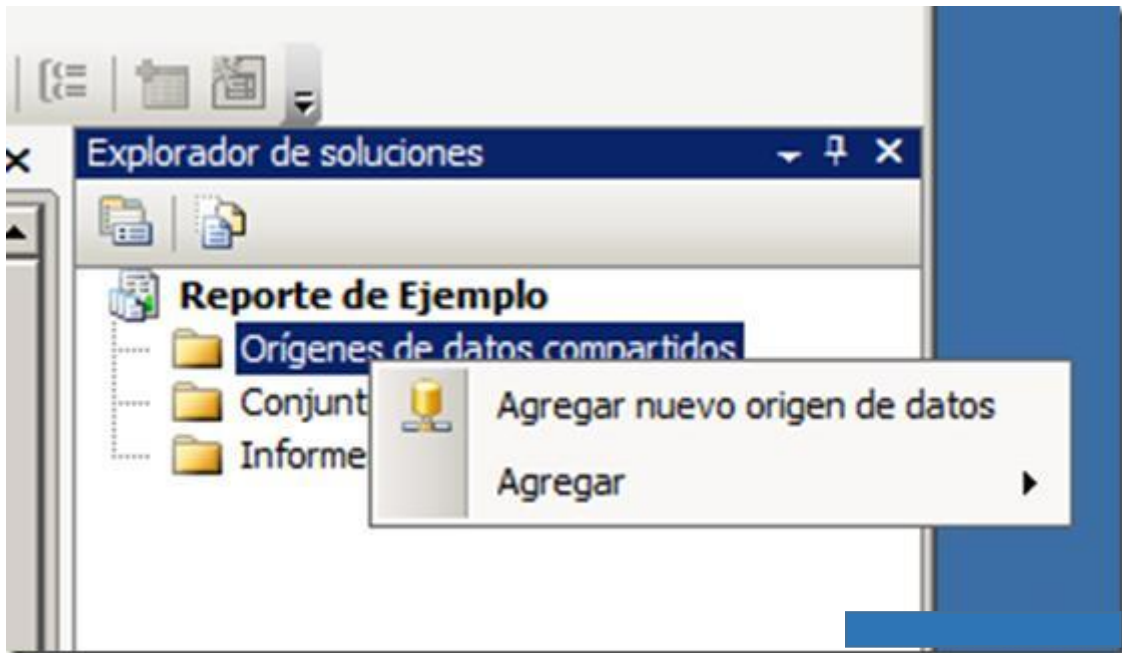 Explorador de soluciones
Reporte de Ejemplo
Orígenes de datos compartidos
Conjunt
Informe
Agregar nuevo origen de datos
Agregar